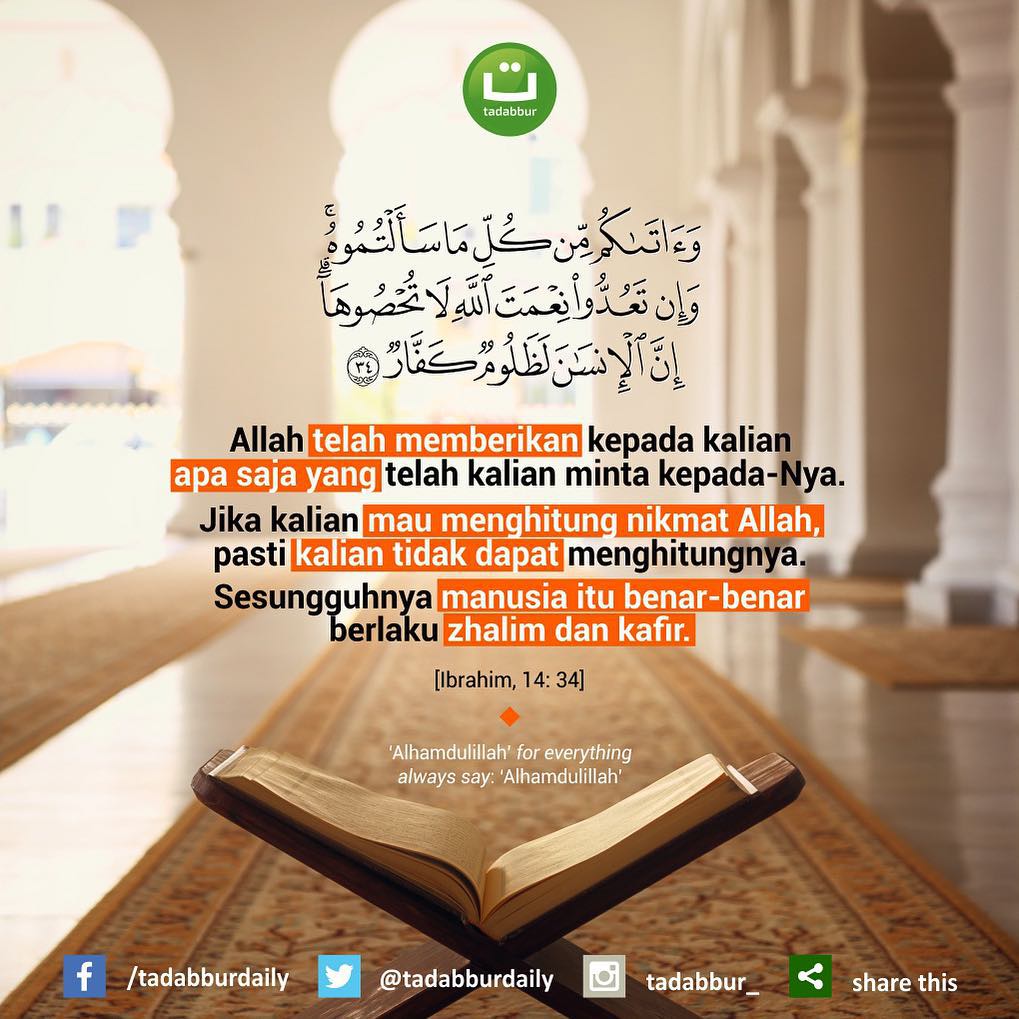 ت
tadabbur
وَءَاتَىٰكُم مِّن كُلِّ مَا سَأَلْتُمُوهُ ۚ
وَإِن تَعُدُّوا۟ نِعْمَتَ ٱللَّهِ لَا تُحْصُوهَآ ۗ
إِنَّ ٱلْإِنسَـٰنَ لَظَلُومٌ كَفَّارٌ ٣٤
Allah telah memberikan kepada kalian
apa saja yang telah kalian minta kepada-Nya.
Jika kalian mau menghitung nikmat Allah,
pasti kalian tidak dapat menghitungnya.
Sesungguhnya manusia itu benar-benar
berlaku zhalim dan kafir.
[Ibrahim, 14: 34]
'Alhamdulillah' for everything
always say: 'Alhamdulillah'
f /tadabburdaily @tadabburdaily tadabbur_ share this